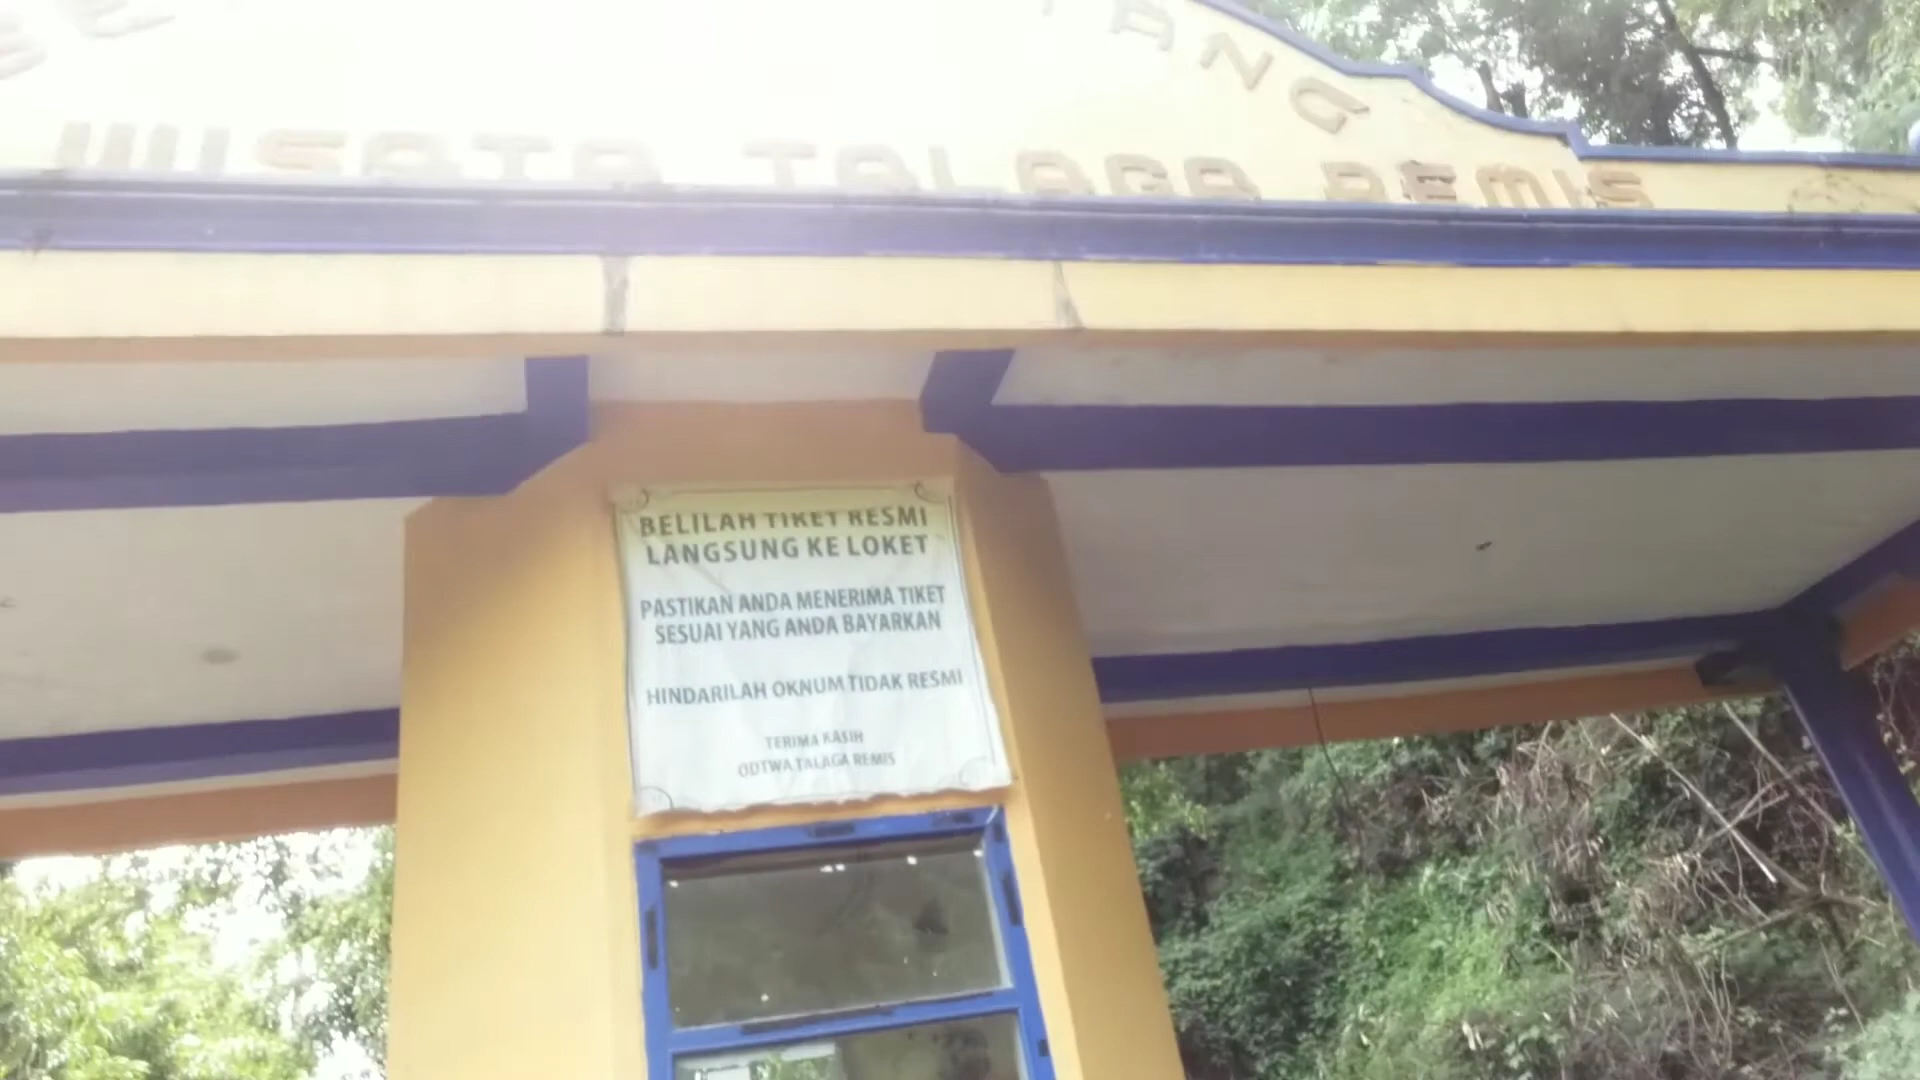 WISATA TALAGA REMIS
BELILAH TIKET RESMI
LANGSUNG KE LOKET
PASTIKAN ANDA MENERIMA TIKET
SESUAI YANG ANDA BAYARKAN
HINDARILAH OKNUM TIDAK RESMI
TERIMA KASIH
ODTWA TALAGA REMIS